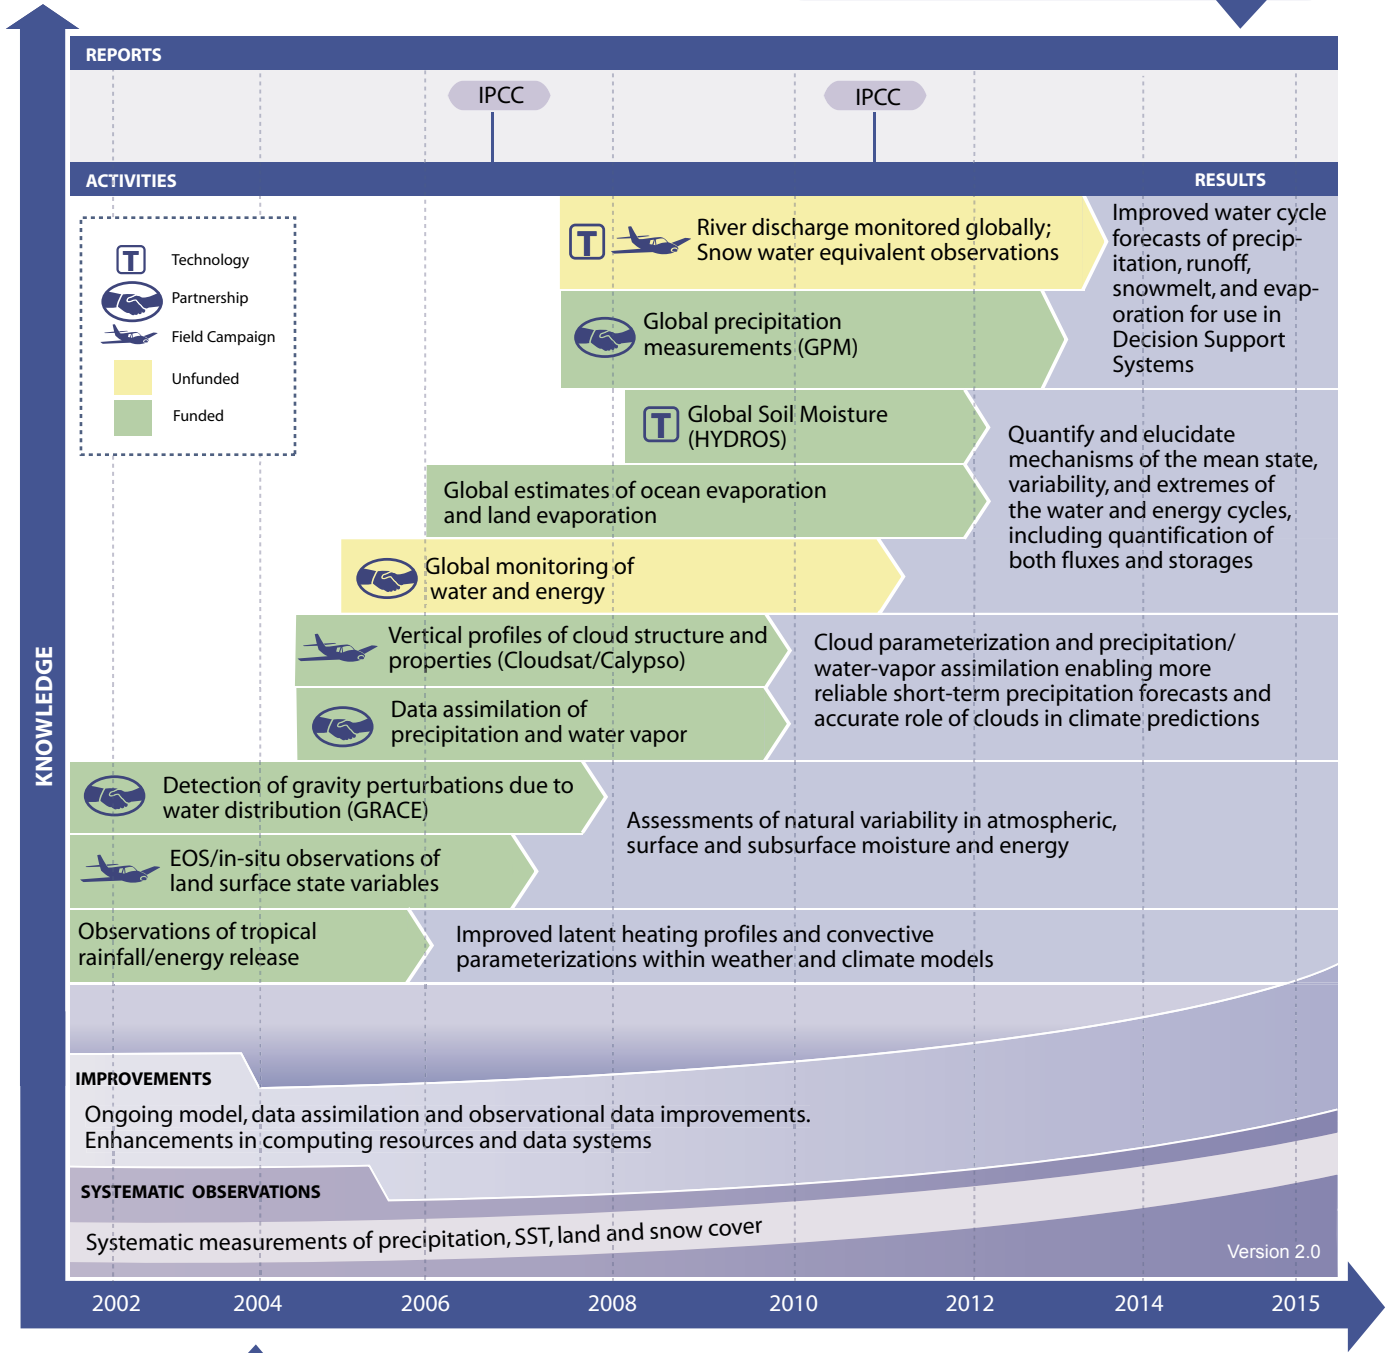 REPORTS
IPCC
IPCC
ACTIVITIES
RESULTS
T
Technology
Partnership
Field Campaign
Unfunded
Funded
T
River discharge monitored globally;
Snow water equivalent observations
Global precipitation
measurements (GPM)
Improved water cycle
forecasts of precip-
itation, runoff,
snowmelt, and evap-
oration for use in
Decision Support
Systems
T
Global Soil Moisture
(HYDROS)
Global estimates of ocean evaporation
and land evaporation
Global monitoring of
water and energy
Quantify and elucidate
mechanisms of the mean state,
variability, and extremes of
the water and energy cycles,
including quantification of
both fluxes and storages
Vertical profiles of cloud structure and
properties (Cloudsat/Calypso)
Data assimilation of
precipitation and water vapor
Cloud parameterization and precipitation/
water-vapor assimilation enabling more
reliable short-term precipitation forecasts and
accurate role of clouds in climate predictions
Detection of gravity perturbations due to
water distribution (GRACE)
EOS/in-situ observations of
land surface state variables
Assessments of natural variability in atmospheric,
surface and subsurface moisture and energy
Observations of tropical
rainfall/energy release
Improved latent heating profiles and convective
parameterizations within weather and climate models
IMPROVEMENTS
Ongoing model, data assimilation and observational data improvements.
Enhancements in computing resources and data systems
SYSTEMATIC OBSERVATIONS
Systematic measurements of precipitation, SST, land and snow cover
Version 2.0
KNOWLEDGE
2002
2004
2006
2008
2010
2012
2014
2015